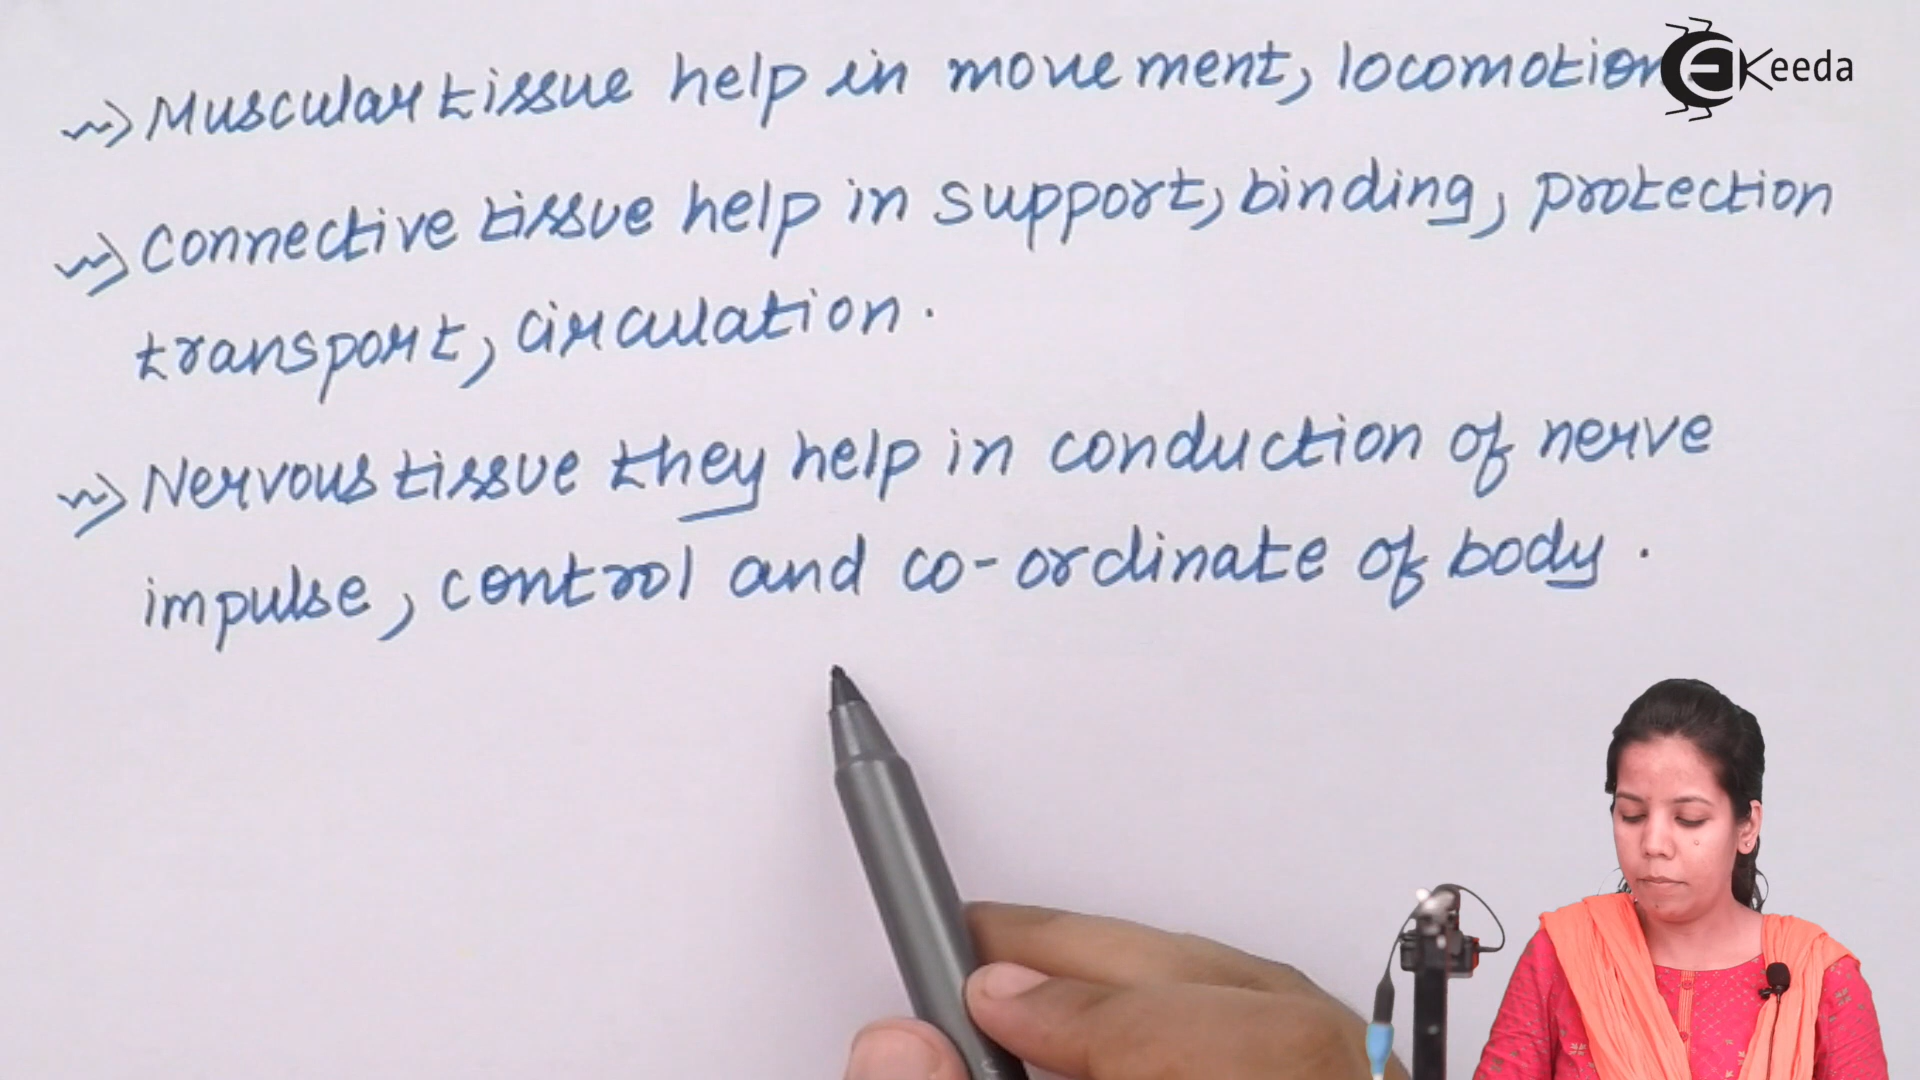 Muscular tissue help in movement, locomotion
Connective tissue help in support, binding, protection
transport, circulation.
Nervous tissue they help in conduction of nerve
impulse, control and co-ordinate of body.
EKeeda